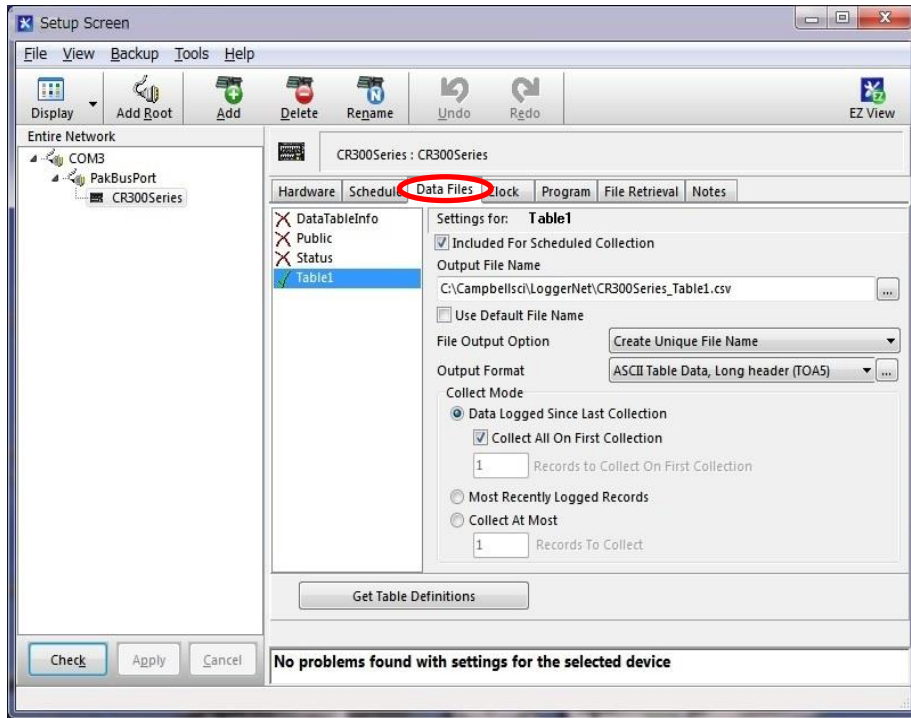 Setup Screen
File View Backup Tools Help
Display Add Root Add Delete Rename Undo Redo EZ View
Entire Network
COM3
PakBusPort
CR300Series
CR300Series : CR300Series
Hardware Schedule Data Files Clock Program File Retrieval Notes
DataTableInfo
Public
Status
Table1
Settings for: Table1
Included For Scheduled Collection
Output File Name
C:\Campbellsci\LoggerNet\CR300Series_Table1.csv ...
Use Default File Name
File Output Option Create Unique File Name
Output Format ASCII Table Data, Long header (TOA5) ...
Collect Mode
Data Logged Since Last Collection
Collect All On First Collection
1 Records to Collect On First Collection
Most Recently Logged Records
Collect At Most
1 Records To Collect
Get Table Definitions
Check Apply Cancel
No problems found with settings for the selected device